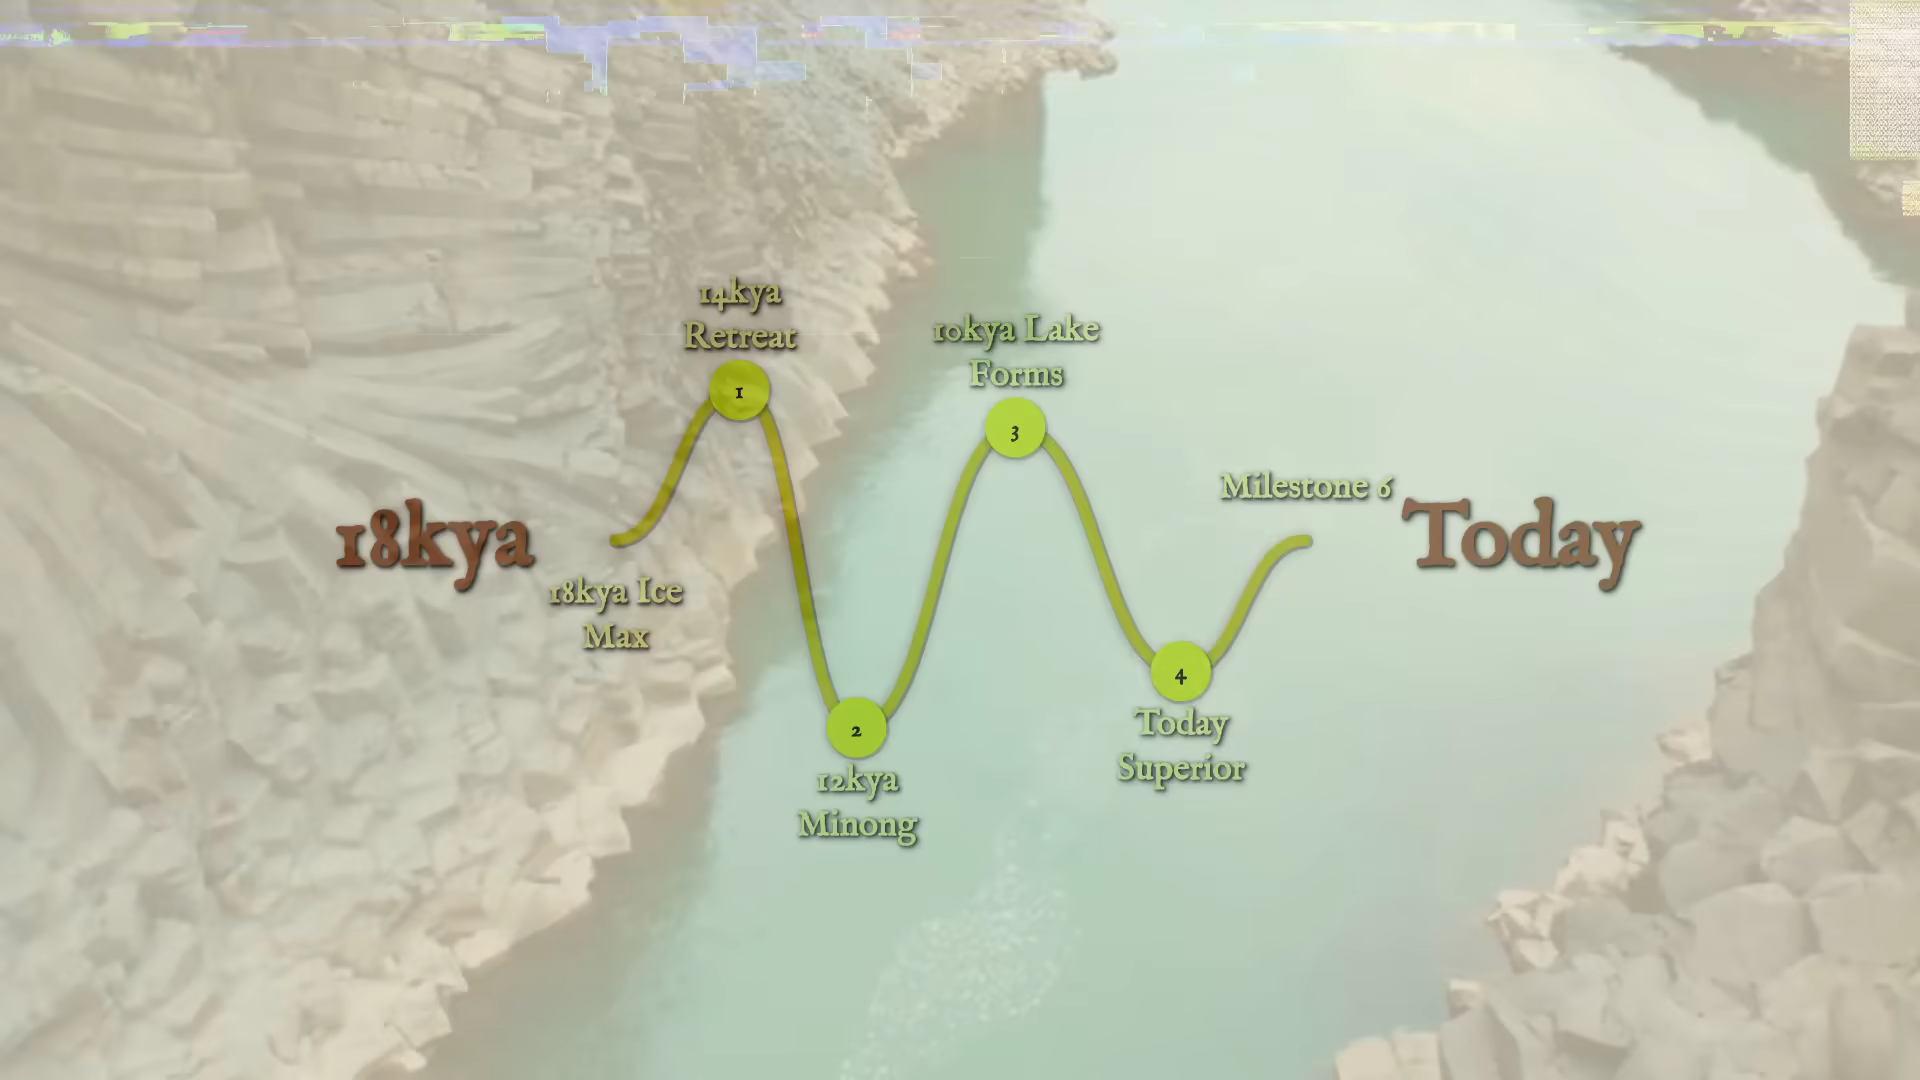 18kya
18kya Ice
Max
14kya
Retreat
1
2
12kya
Minong
10kya Lake
Forms
3
4
Today
Superior
Milestone 6
Today